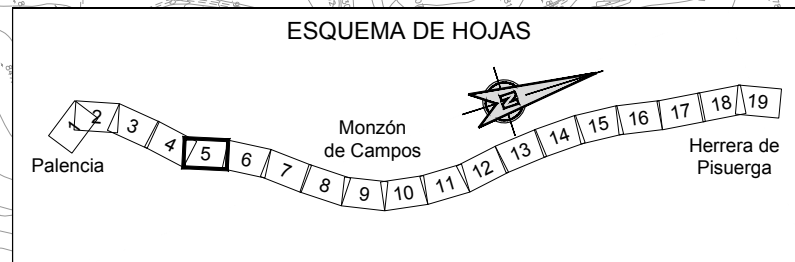 ESQUEMA DE HOJAS
1
2
3
4
5
6
7
8
9
10
11
12
13
14
15
16
17
18
19
N
Palencia
Monzón
de Campos
Herrera de
Pisuerga